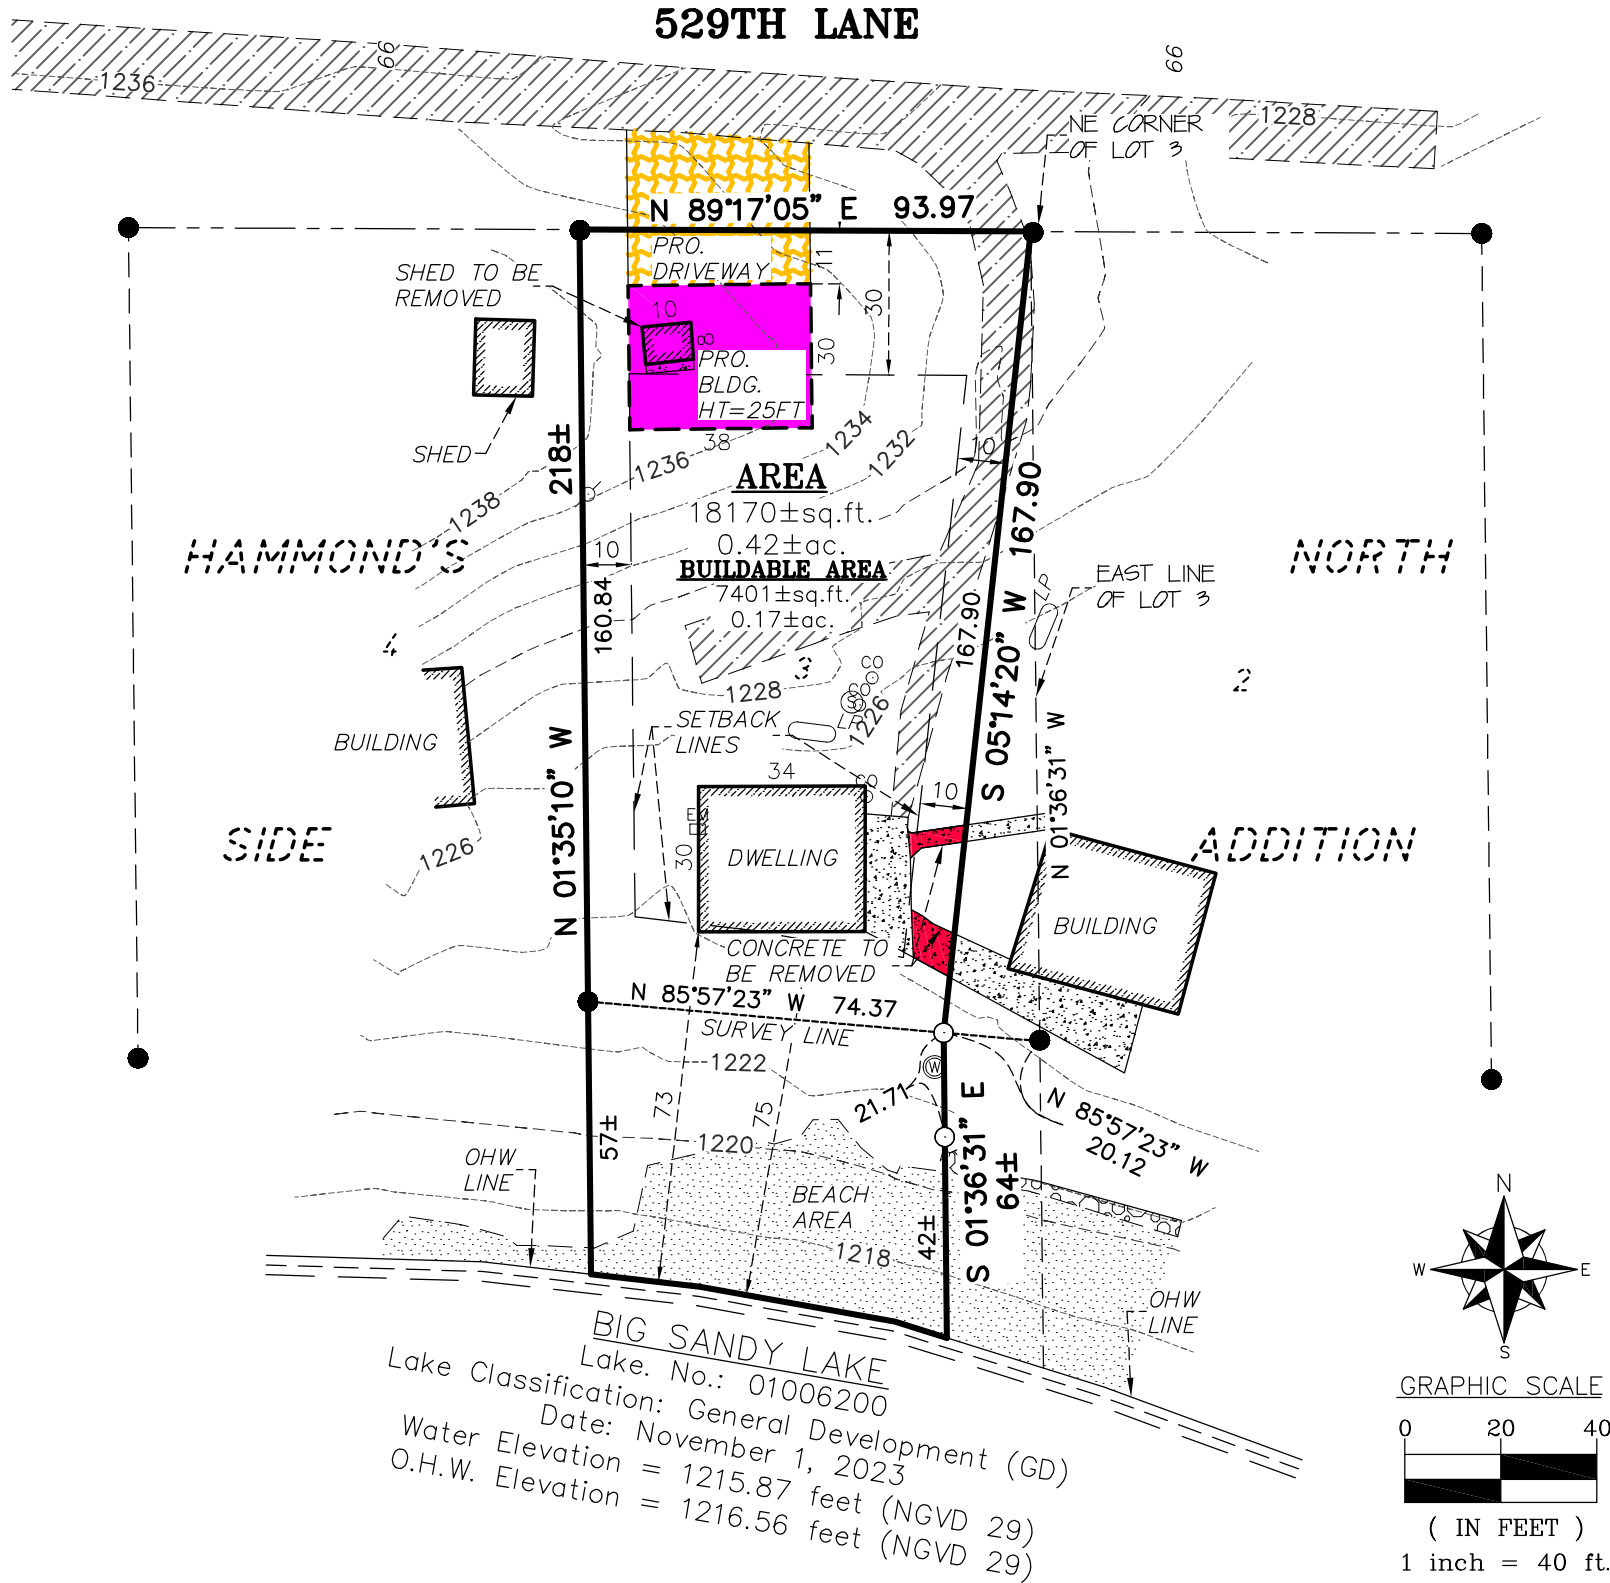 529TH LANE
66
66
1236
1228
NE CORNER
OF LOT 3
N 89°17'05" E 93.97
PRO.
DRIVEWAY
11
30
SHED TO BE
REMOVED
10
8
30
PRO.
BLDG.
HT=25FT
38
SHED
218±
1236
1234
1232
1238
10
AREA
18170±sq.ft.
0.42±ac.
BUILDABLE AREA
7401±sq.ft.
0.17±ac.
HAMMOND'S
NORTH
10
160.84
167.90
S 05°14'20" W 167.90
LP
EAST LINE
OF LOT 3
4
3
2
1228
CO
CO
S
CO
LP
1226
SETBACK
LINES
BUILDING
34
CO
10
EM
30
DWELLING
N 01°35'10" W
N 01°36'31" W
SIDE
1226
ADDITION
BUILDING
CONCRETE TO
BE REMOVED
N 85°57'23" W 74.37
SURVEY LINE
1222
W
21.71
73
75
57±
1220
N 85°57'23" W
20.12
OHW
LINE
BEACH
AREA
1218
42±
S 01°36'31" E
64±
OHW
LINE
BIG SANDY LAKE
Lake. No.: 01006200
Lake Classification: General Development (GD)
Date: November 1, 2023
Water Elevation = 1215.87 feet (NGVD 29)
O.H.W. Elevation = 1216.56 feet (NGVD 29)
N
W
E
S
GRAPHIC SCALE
0 20 40
( IN FEET )
1 inch = 40 ft.